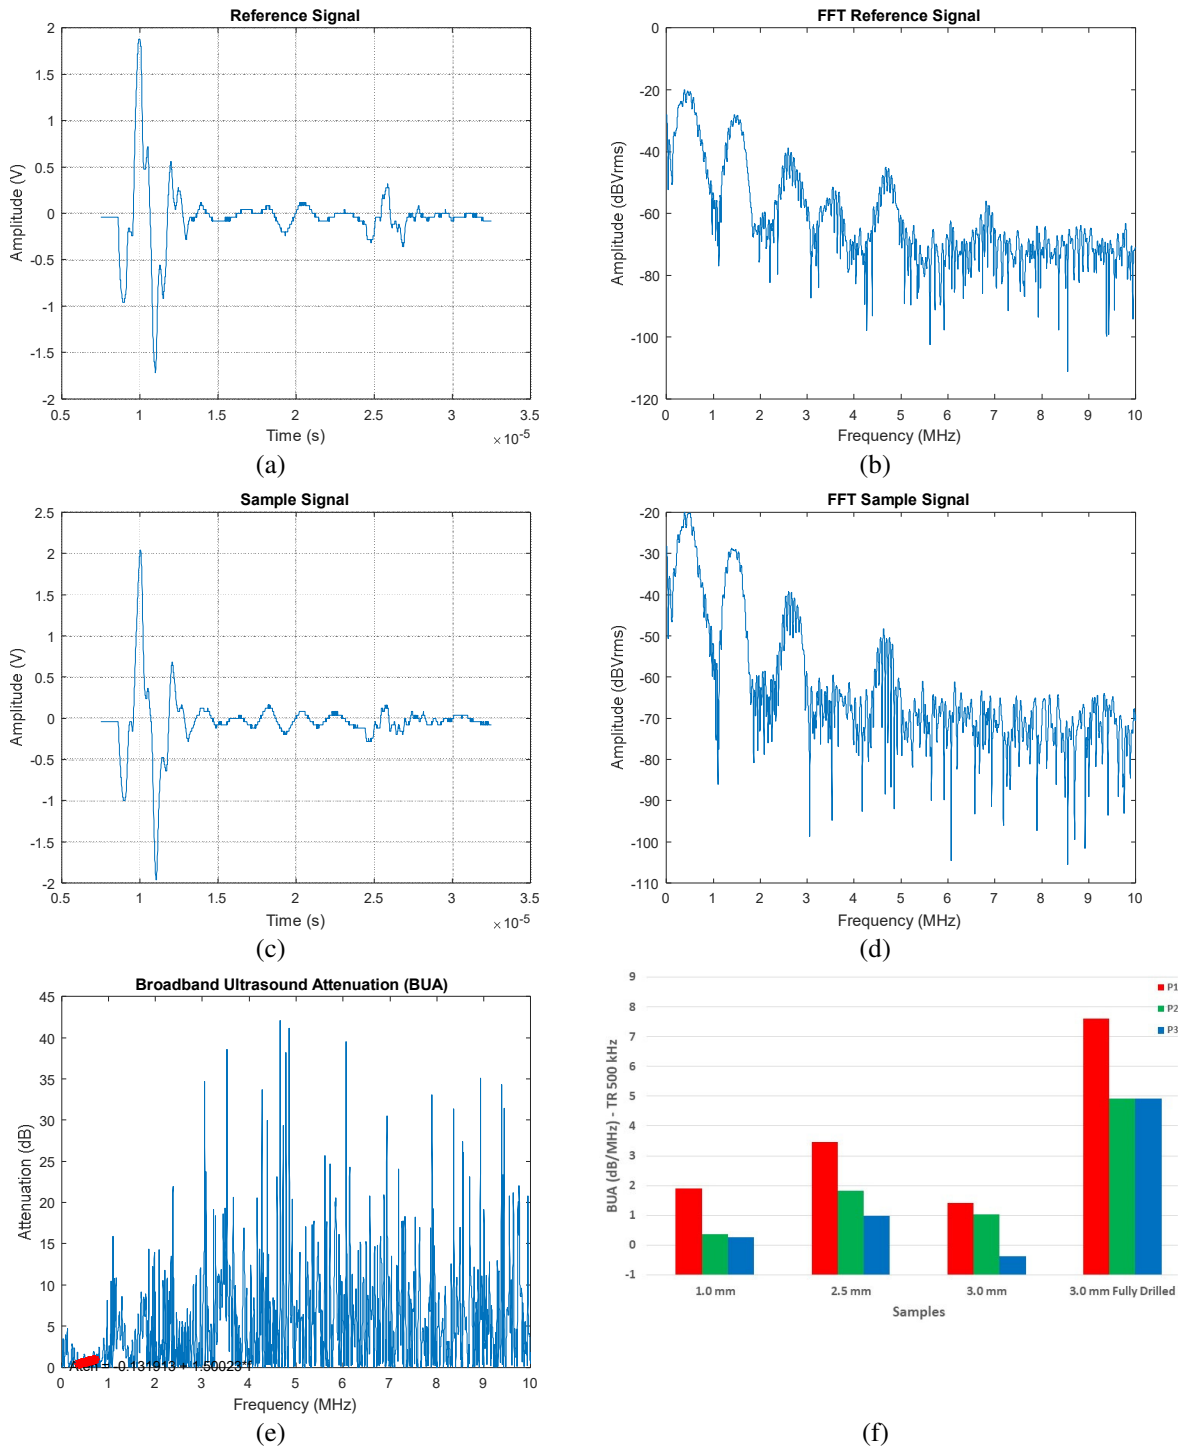 Reference Signal
2
1.5
1
0.5
0
-0.5
-1
-1.5
-2
Amplitude (V)
0.5 1 1.5 2 2.5 3 3.5
Time (s)
×10⁻⁵
(a)
FFT Reference Signal
0
-20
-40
-60
-80
-100
-120
Amplitude (dBVrms)
0 1 2 3 4 5 6 7 8 9 10
Frequency (MHz)
(b)
Sample Signal
2.5
2
1.5
1
0.5
0
-0.5
-1
-1.5
-2
Amplitude (V)
0.5 1 1.5 2 2.5 3 3.5
Time (s)
×10⁻⁵
(c)
FFT Sample Signal
-20
-30
-40
-50
-60
-70
-80
-90
-100
-110
Amplitude (dBVrms)
0 1 2 3 4 5 6 7 8 9 10
Frequency (MHz)
(d)
Broadband Ultrasound Attenuation (BUA)
45
40
35
30
25
20
15
10
5
0
Attenuation (dB)
Aten = -0.131913 + 1.50023*f
0 1 2 3 4 5 6 7 8 9 10
Frequency (MHz)
(e)
9
8
7
6
5
4
3
2
1
0
-1
BUA (dB/MHz) - TR 500 kHz
P1
P2
P3
1.0 mm 2.5 mm 3.0 mm 3.0 mm Fully Drilled
Samples
(f)